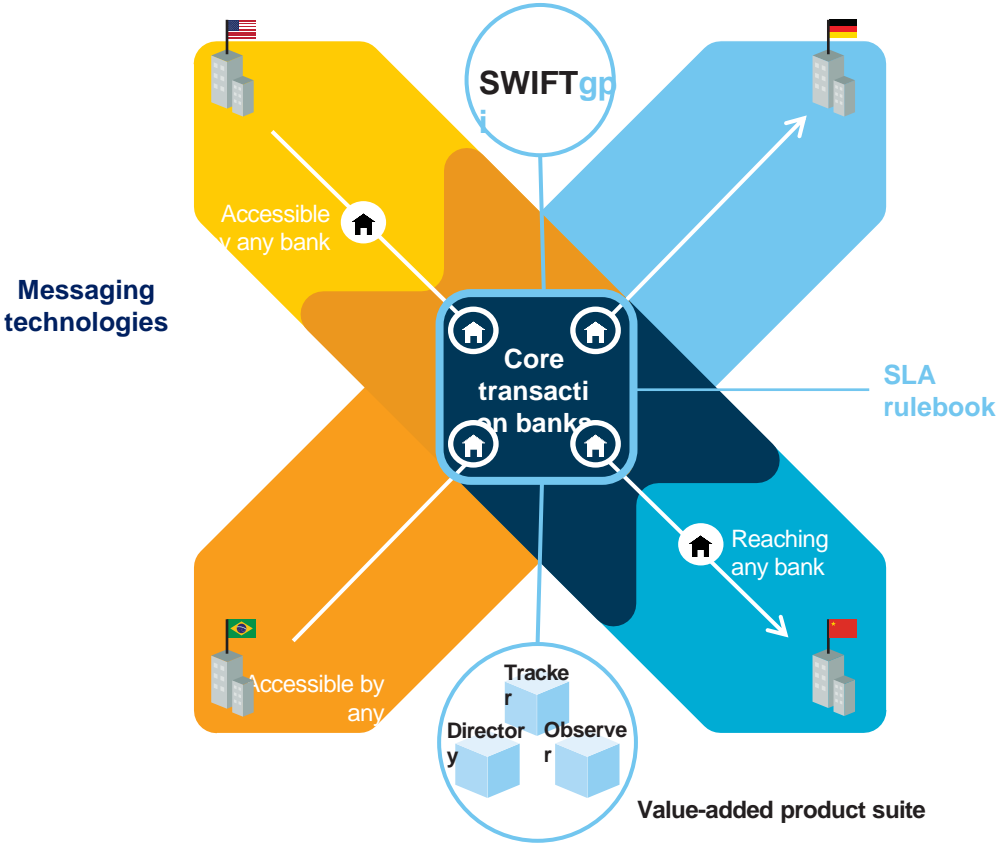 SWIFTgp
i
Accessible
y any bank
Messaging
technologies
Core
transacti
on banks
SLA
rulebook
Reaching
any bank
Accessible by
any
Tracke
r
Director
y
Observe
r
Value-added product suite